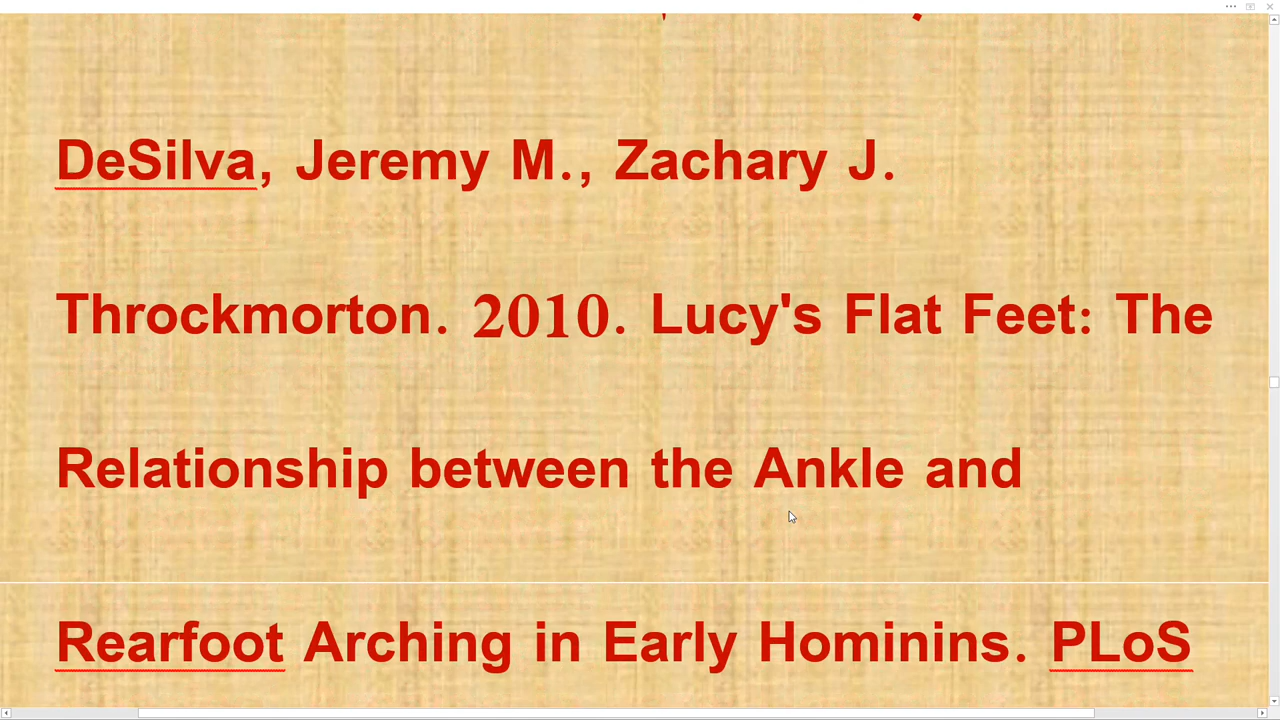 DeSilva, Jeremy M., Zachary J.
Throckmorton. 2010. Lucy's Flat Feet: The
Relationship between the Ankle and
Rearfoot Arching in Early Hominins. PLoS